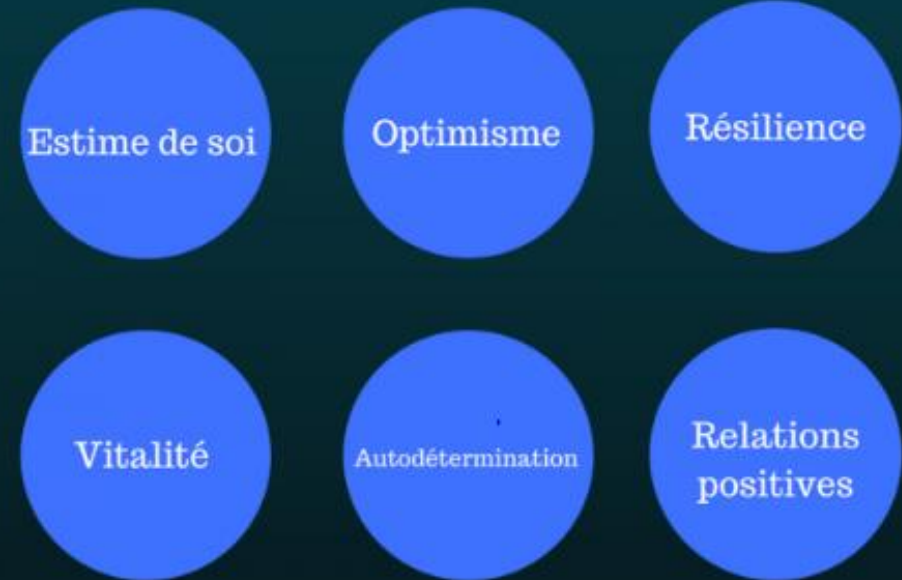 Estime de soi
Optimisme
Résilience
Vitalité
Autodétermination
Relations
positives